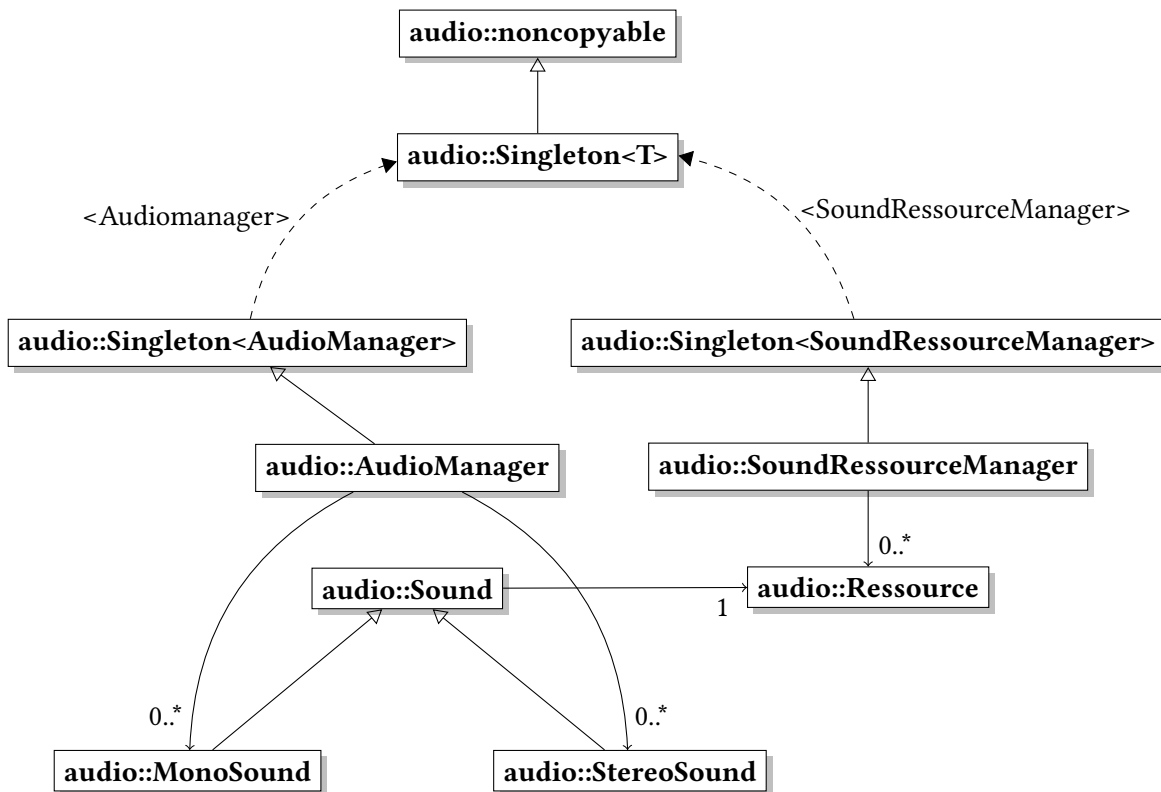 audio::noncopyable
audio::Singleton<T>
<Audiomanager>
<SoundRessourceManager>
audio::Singleton<AudioManager>
audio::Singleton<SoundRessourceManager>
audio::AudioManager
audio::SoundRessourceManager
0..*
audio::Sound
audio::Ressource
1
0..*
0..*
audio::MonoSound
audio::StereoSound